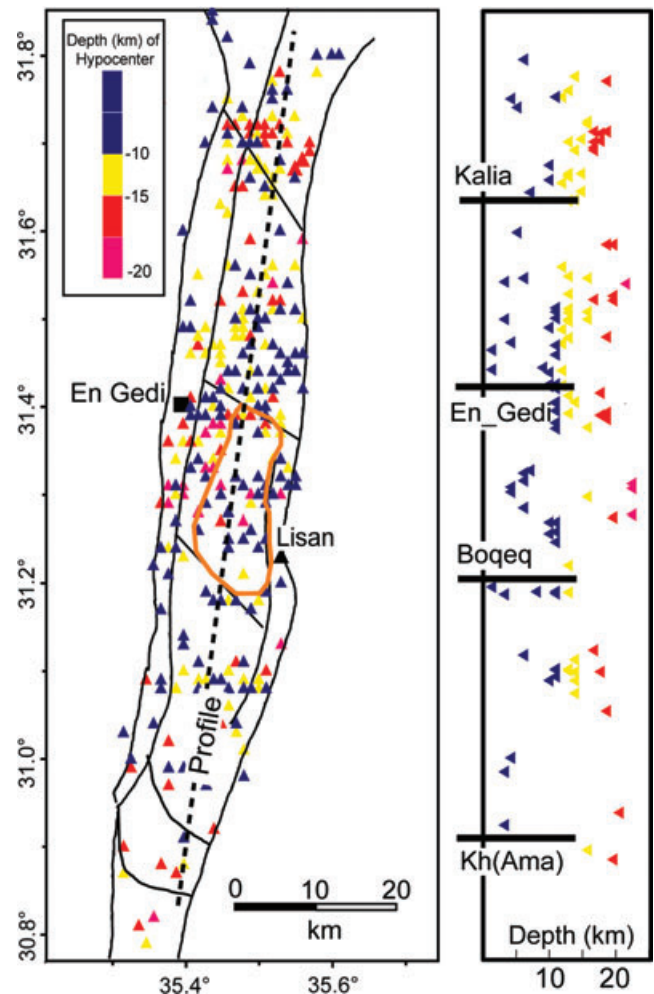 Depth (km) of
Hypocenter
-10
-15
-20
31.8°
31.6°
31.4°
31.2°
31.0°
30.8°
En Gedi
Lisan
Profile
0 10 20
km
35.4° 35.6°
Kalia
En_Gedi
Boqeq
Kh(Ama)
Depth (km)
10 20